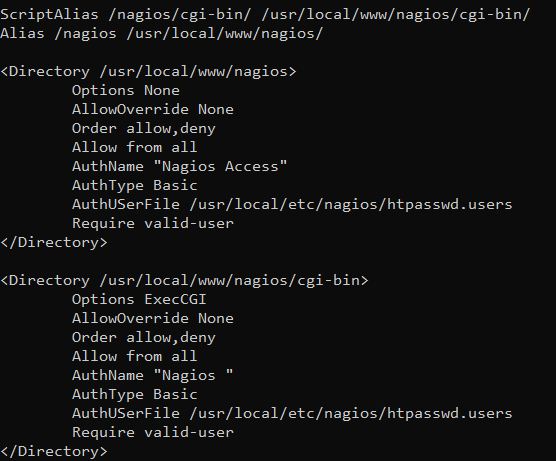 ScriptAlias /nagios/cgi-bin/ /usr/local/www/nagios/cgi-bin/
Alias /nagios /usr/local/www/nagios/

<Directory /usr/local/www/nagios>
        Options None
        AllowOverride None
        Order allow,deny
        Allow from all
        AuthName "Nagios Access"
        AuthType Basic
        AuthUSerFile /usr/local/etc/nagios/htpasswd.users
        Require valid-user
</Directory>

<Directory /usr/local/www/nagios/cgi-bin>
        Options ExecCGI
        AllowOverride None
        Order allow,deny
        Allow from all
        AuthName "Nagios "
        AuthType Basic
        AuthUSerFile /usr/local/etc/nagios/htpasswd.users
        Require valid-user
</Directory>